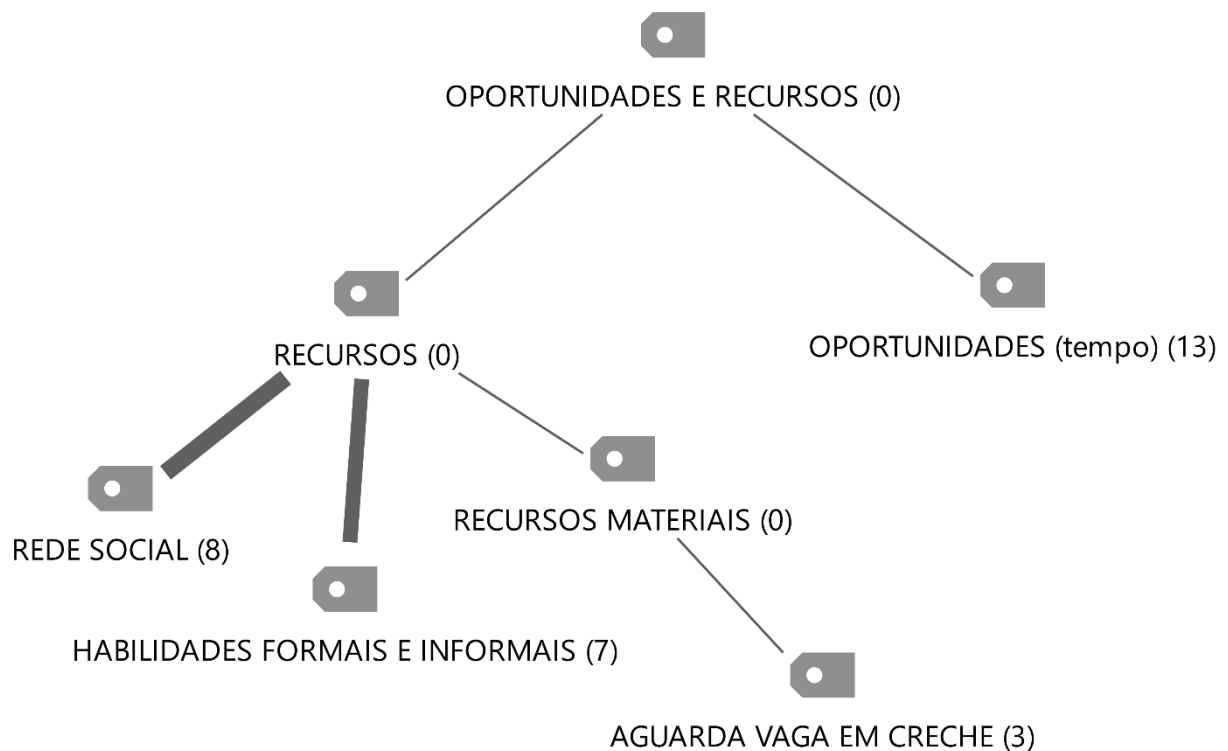 OPORTUNIDADES E RECURSOS (0)
RECURSOS (0)
OPORTUNIDADES (tempo) (13)
REDE SOCIAL (8)
RECURSOS MATERIAIS (0)
HABILIDADES FORMAIS E INFORMAIS (7)
AGUARDA VAGA EM CRECHE (3)